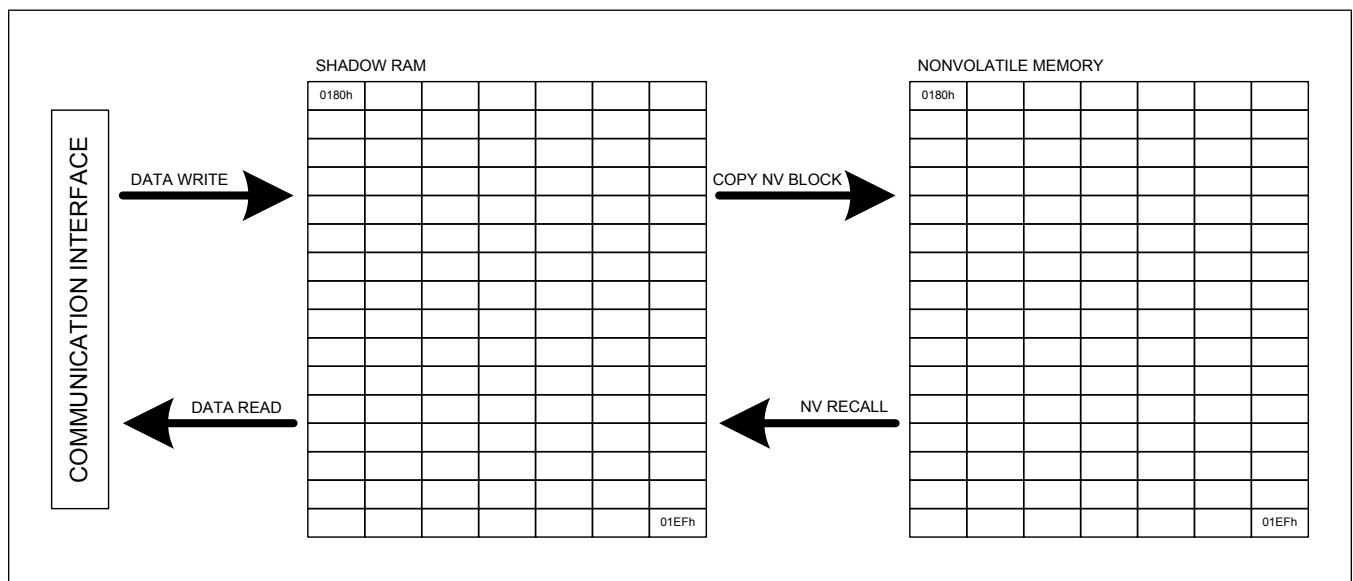 SHADOW RAM
NONVOLATILE MEMORY
0180h
0180h
COMMUNICATION INTERFACE
DATA WRITE
COPY NV BLOCK
DATA READ
NV RECALL
01EFh
01EFh